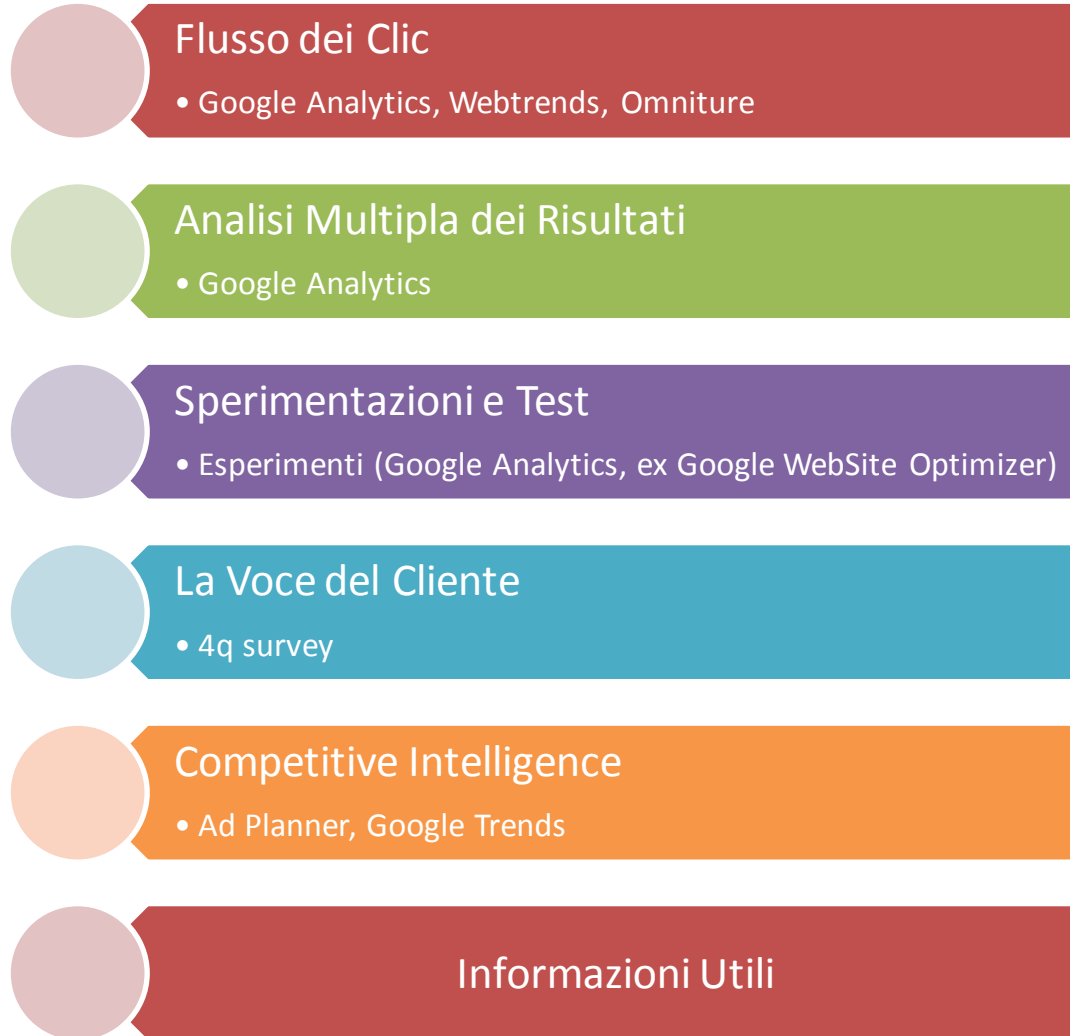 Flusso dei Clic
• Google Analytics, Webtrends, Omniture
Analisi Multipla dei Risultati
• Google Analytics
Sperimentazioni e Test
• Esperimenti (Google Analytics, ex Google WebSite Optimizer)
La Voce del Cliente
• 4q survey
Competitive Intelligence
• Ad Planner, Google Trends
Informazioni Utili